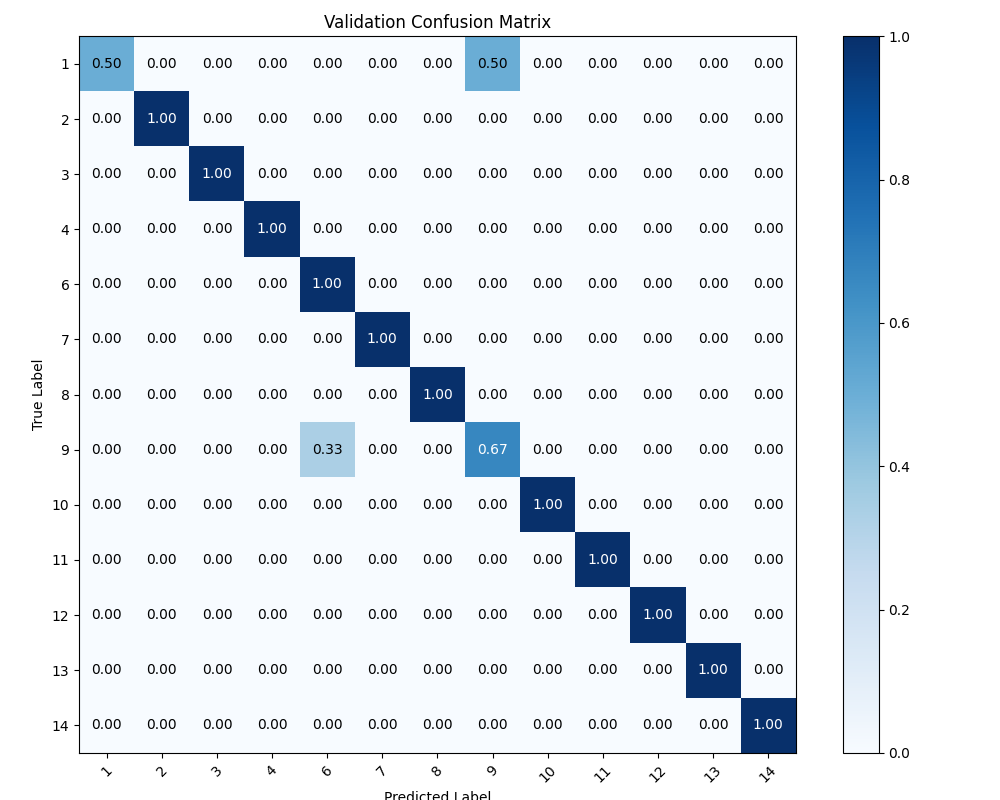 Validation Confusion Matrix
1 0.50 0.00 0.00 0.00 0.00 0.00 0.00 0.50 0.00 0.00 0.00 0.00 0.00
2 0.00 1.00 0.00 0.00 0.00 0.00 0.00 0.00 0.00 0.00 0.00 0.00 0.00
3 0.00 0.00 1.00 0.00 0.00 0.00 0.00 0.00 0.00 0.00 0.00 0.00 0.00
4 0.00 0.00 0.00 1.00 0.00 0.00 0.00 0.00 0.00 0.00 0.00 0.00 0.00
6 0.00 0.00 0.00 0.00 1.00 0.00 0.00 0.00 0.00 0.00 0.00 0.00 0.00
7 0.00 0.00 0.00 0.00 0.00 1.00 0.00 0.00 0.00 0.00 0.00 0.00 0.00
8 0.00 0.00 0.00 0.00 0.00 0.00 1.00 0.00 0.00 0.00 0.00 0.00 0.00
9 0.00 0.00 0.00 0.00 0.33 0.00 0.00 0.67 0.00 0.00 0.00 0.00 0.00
10 0.00 0.00 0.00 0.00 0.00 0.00 0.00 0.00 1.00 0.00 0.00 0.00 0.00
11 0.00 0.00 0.00 0.00 0.00 0.00 0.00 0.00 0.00 1.00 0.00 0.00 0.00
12 0.00 0.00 0.00 0.00 0.00 0.00 0.00 0.00 0.00 0.00 1.00 0.00 0.00
13 0.00 0.00 0.00 0.00 0.00 0.00 0.00 0.00 0.00 0.00 0.00 1.00 0.00
14 0.00 0.00 0.00 0.00 0.00 0.00 0.00 0.00 0.00 0.00 0.00 0.00 1.00
1 2 3 4 6 7 8 9 10 11 12 13 14
True Label
Predicted Label
1.0
0.8
0.6
0.4
0.2
0.0